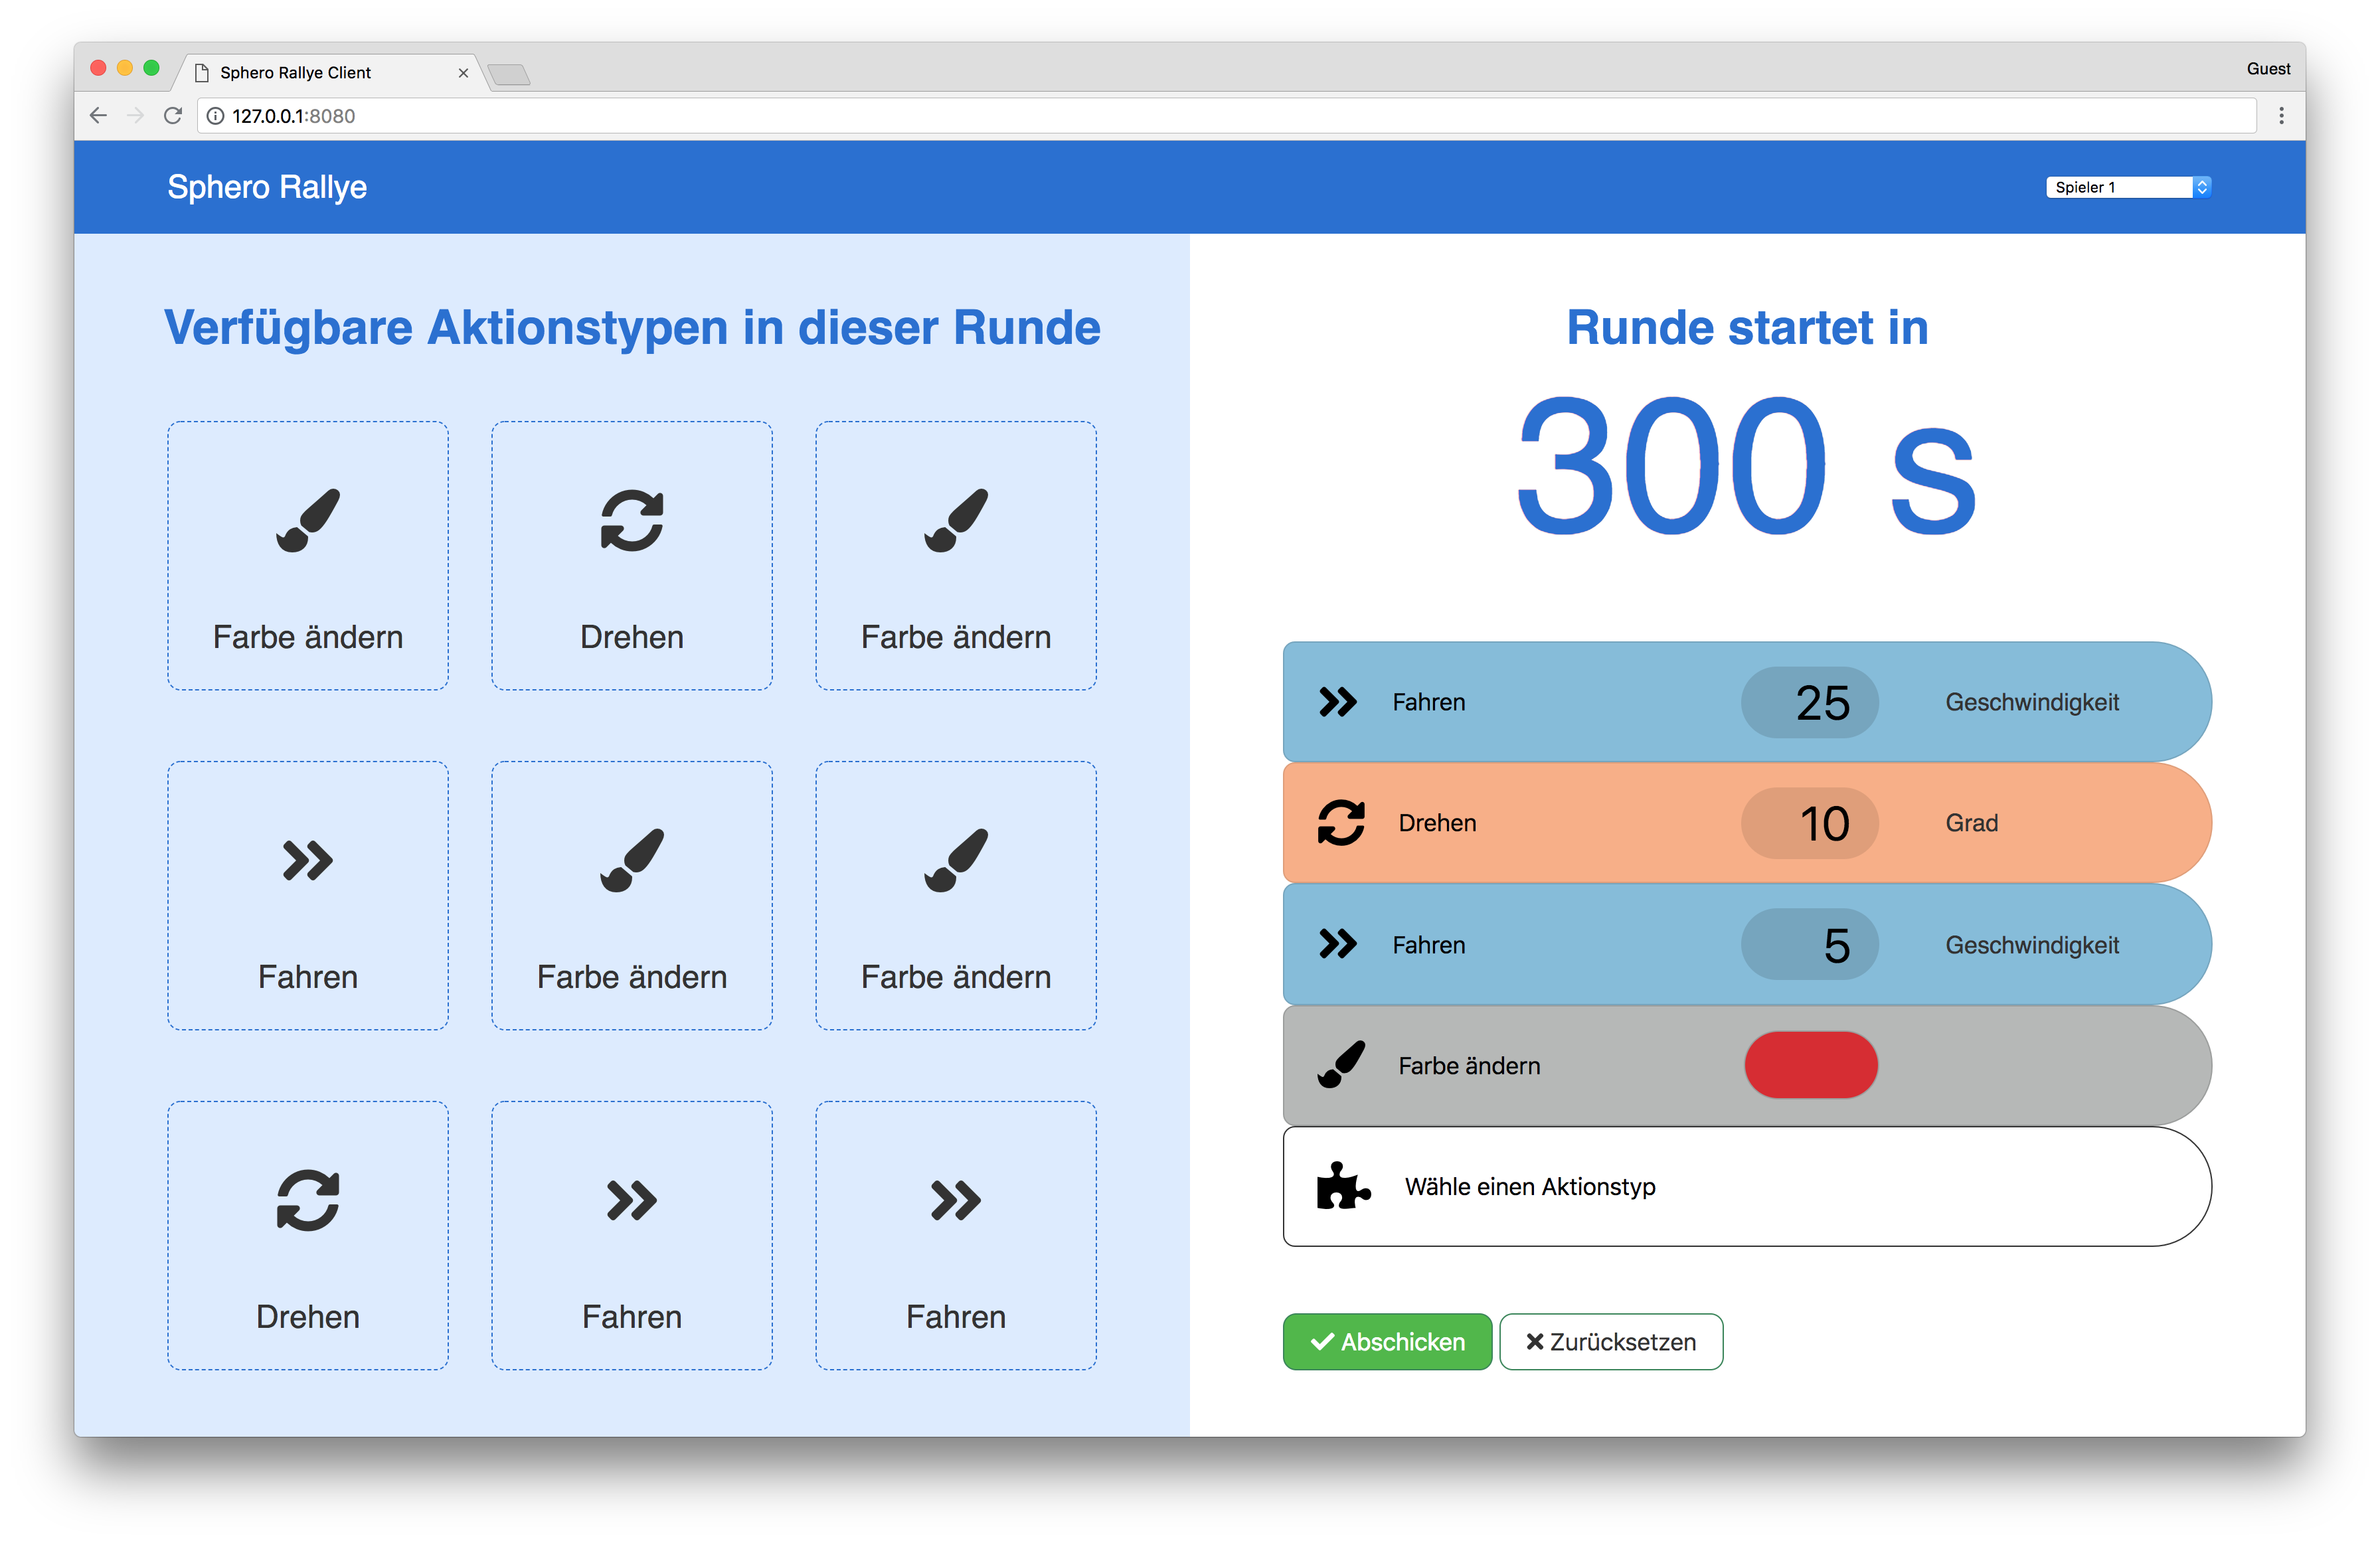 Sphero Rallye Client
Guest
127.0.0.1:8080
Sphero Rallye
Spieler 1
Verfügbare Aktionstypen in dieser Runde
Farbe ändern
Drehen
Farbe ändern
Fahren
Farbe ändern
Farbe ändern
Drehen
Fahren
Fahren
Runde startet in
300 s
Fahren 25 Geschwindigkeit
Drehen 10 Grad
Fahren 5 Geschwindigkeit
Farbe ändern
Wähle einen Aktionstyp
Abschicken
Zurücksetzen